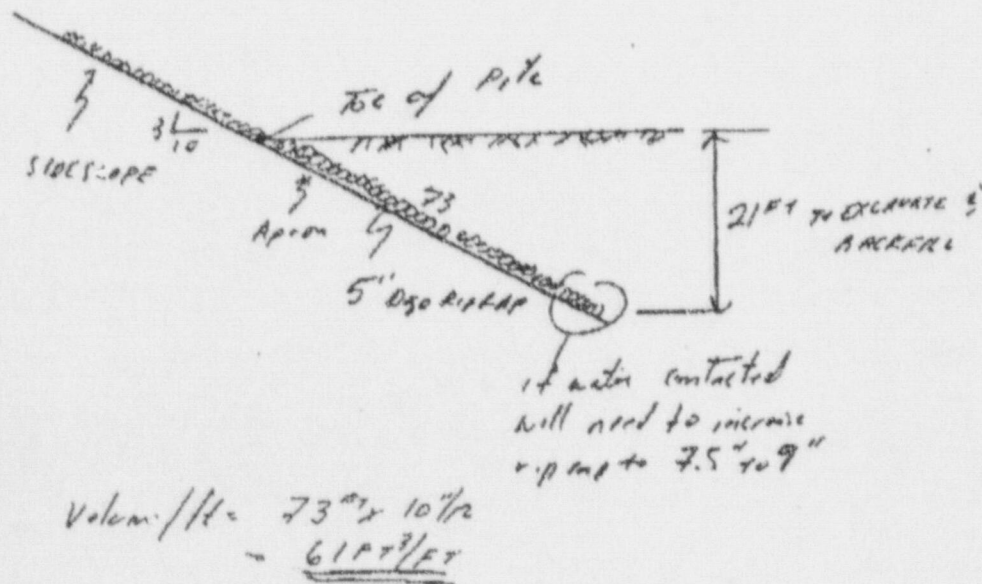 Toe of Pile
3
10
SIDESLOPE
73
Apron
21 FT TO EXCAVATE &
BACKFILL
5" D50 RIPRAP
if water contacted
will need to increase
riprap to 7.5" to 9"
Volume/ft = 73 FT x 10"/12
= 61 FT³/FT